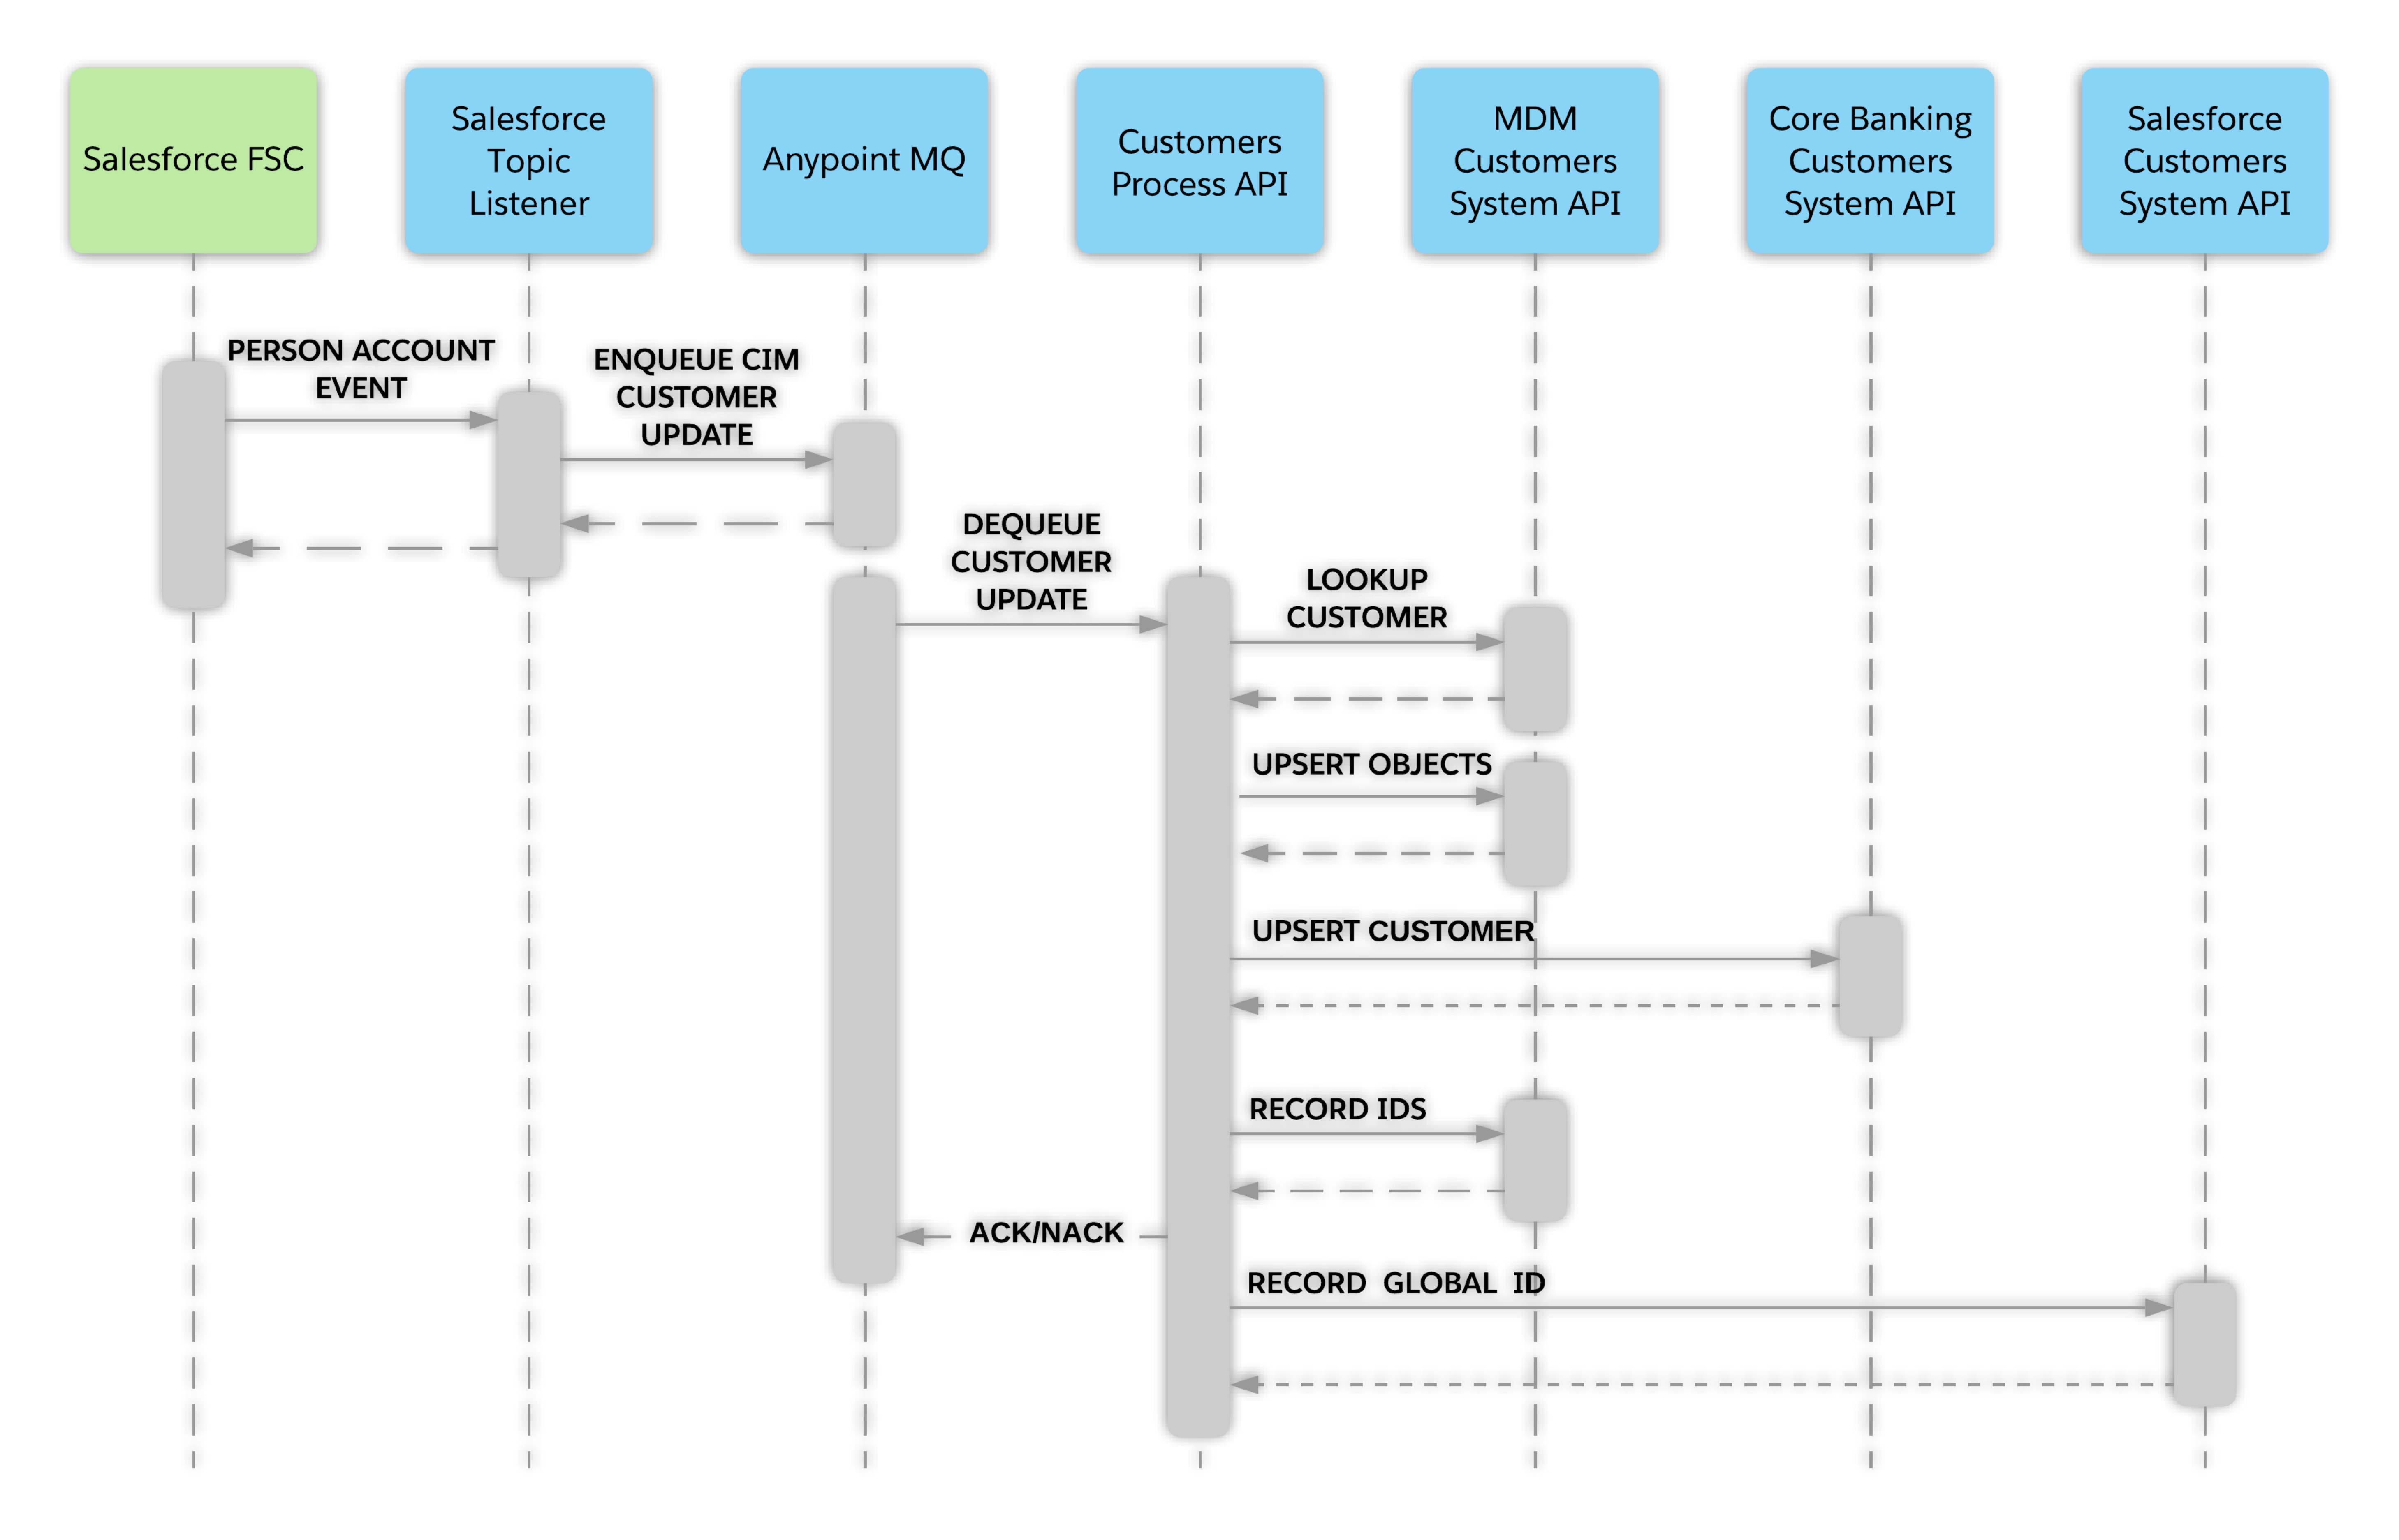 Salesforce FSC
Salesforce
Topic
Listener
Anypoint MQ
Customers
Process API
MDM
Customers
System API
Core Banking
Customers
System API
Salesforce
Customers
System API
PERSON ACCOUNT
EVENT
ENQUEUE CIM
CUSTOMER
UPDATE
DEQUEUE
CUSTOMER
UPDATE
LOOKUP
CUSTOMER
UPSERT OBJECTS
UPSERT CUSTOMER
RECORD IDS
ACK/NACK
RECORD GLOBAL ID